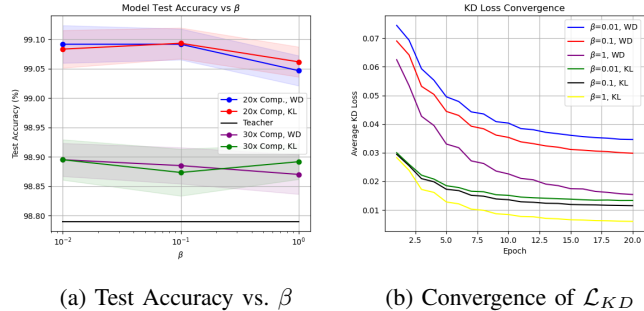 Model Test Accuracy vs β
Test Accuracy (%)
99.10
99.05
99.00
98.95
98.90
98.85
98.80
20x Comp., WD
20x Comp, KL
Teacher
30x Comp, WD
30x Comp, KL
10⁻²
10⁻¹
10⁰
β
(a) Test Accuracy vs. β
KD Loss Convergence
Average KD Loss
0.07
0.06
0.05
0.04
0.03
0.02
0.01
β=0.01, WD
β=0.1, WD
β=1, WD
β=0.01, KL
β=0.1, KL
β=1, KL
2.5
5.0
7.5
10.0
12.5
15.0
17.5
20.0
Epoch
(b) Convergence of ℒ_KD